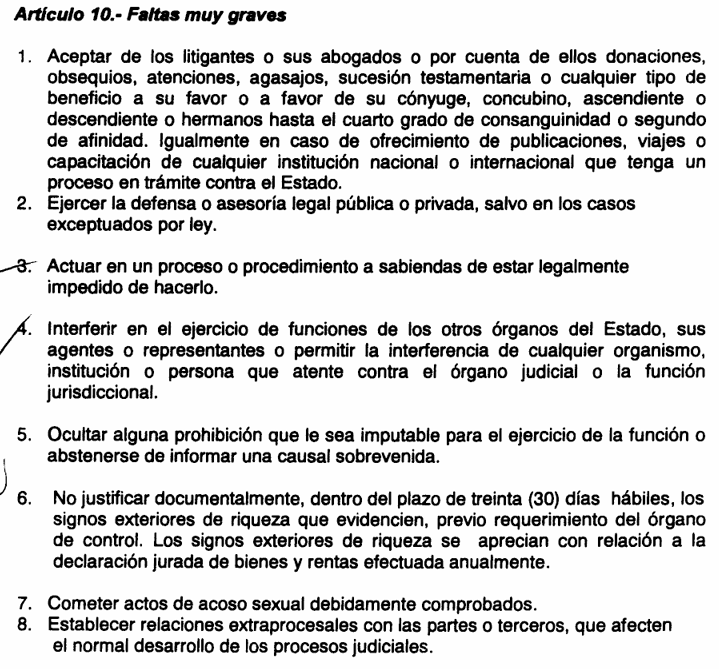 Artículo 10.- Faltas muy graves
1. Aceptar de los litigantes o sus abogados o por cuenta de ellos donaciones,
obsequios, atenciones, agasajos, sucesión testamentaria o cualquier tipo de
beneficio a su favor o a favor de su cónyuge, concubino, ascendiente o
descendiente o hermanos hasta el cuarto grado de consanguinidad o segundo
de afinidad. Igualmente en caso de ofrecimiento de publicaciones, viajes o
capacitación de cualquier institución nacional o internacional que tenga un
proceso en trámite contra el Estado.
2. Ejercer la defensa o asesoría legal pública o privada, salvo en los casos
exceptuados por ley.
3. Actuar en un proceso o procedimiento a sabiendas de estar legalmente
impedido de hacerlo.
4. Interferir en el ejercicio de funciones de los otros órganos del Estado, sus
agentes o representantes o permitir la interferencia de cualquier organismo,
institución o persona que atente contra el órgano judicial o la función
jurisdiccional.
5. Ocultar alguna prohibición que le sea imputable para el ejercicio de la función o
abstenerse de informar una causal sobrevenida.
6. No justificar documentalmente, dentro del plazo de treinta (30) días hábiles, los
signos exteriores de riqueza que evidencien, previo requerimiento del órgano
de control. Los signos exteriores de riqueza se aprecian con relación a la
declaración jurada de bienes y rentas efectuada anualmente.
7. Cometer actos de acoso sexual debidamente comprobados.
8. Establecer relaciones extraprocesales con las partes o terceros, que afecten
el normal desarrollo de los procesos judiciales.